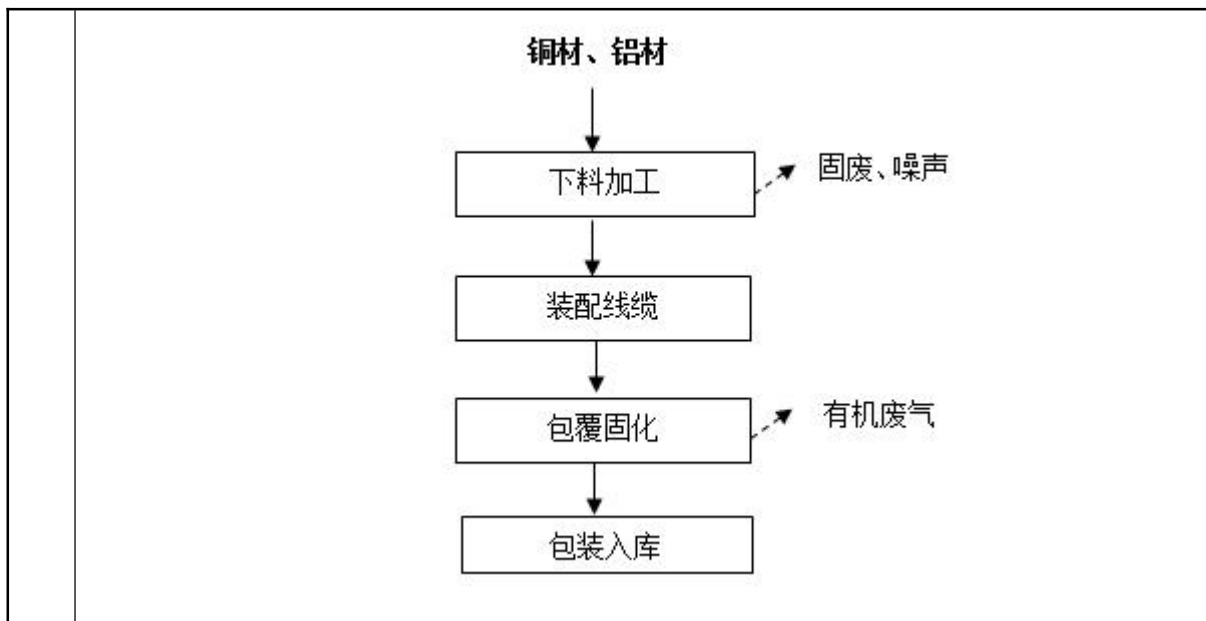 铜材、铝材
下料加工
固废、噪声
装配线缆
包覆固化
有机废气
包装入库